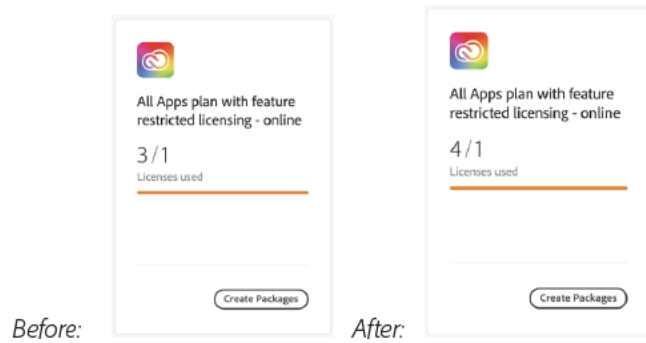 Before:
All Apps plan with feature
restricted licensing - online
3/1
Licenses used
Create Packages
After:
All Apps plan with feature
restricted licensing - online
4/1
Licenses used
Create Packages